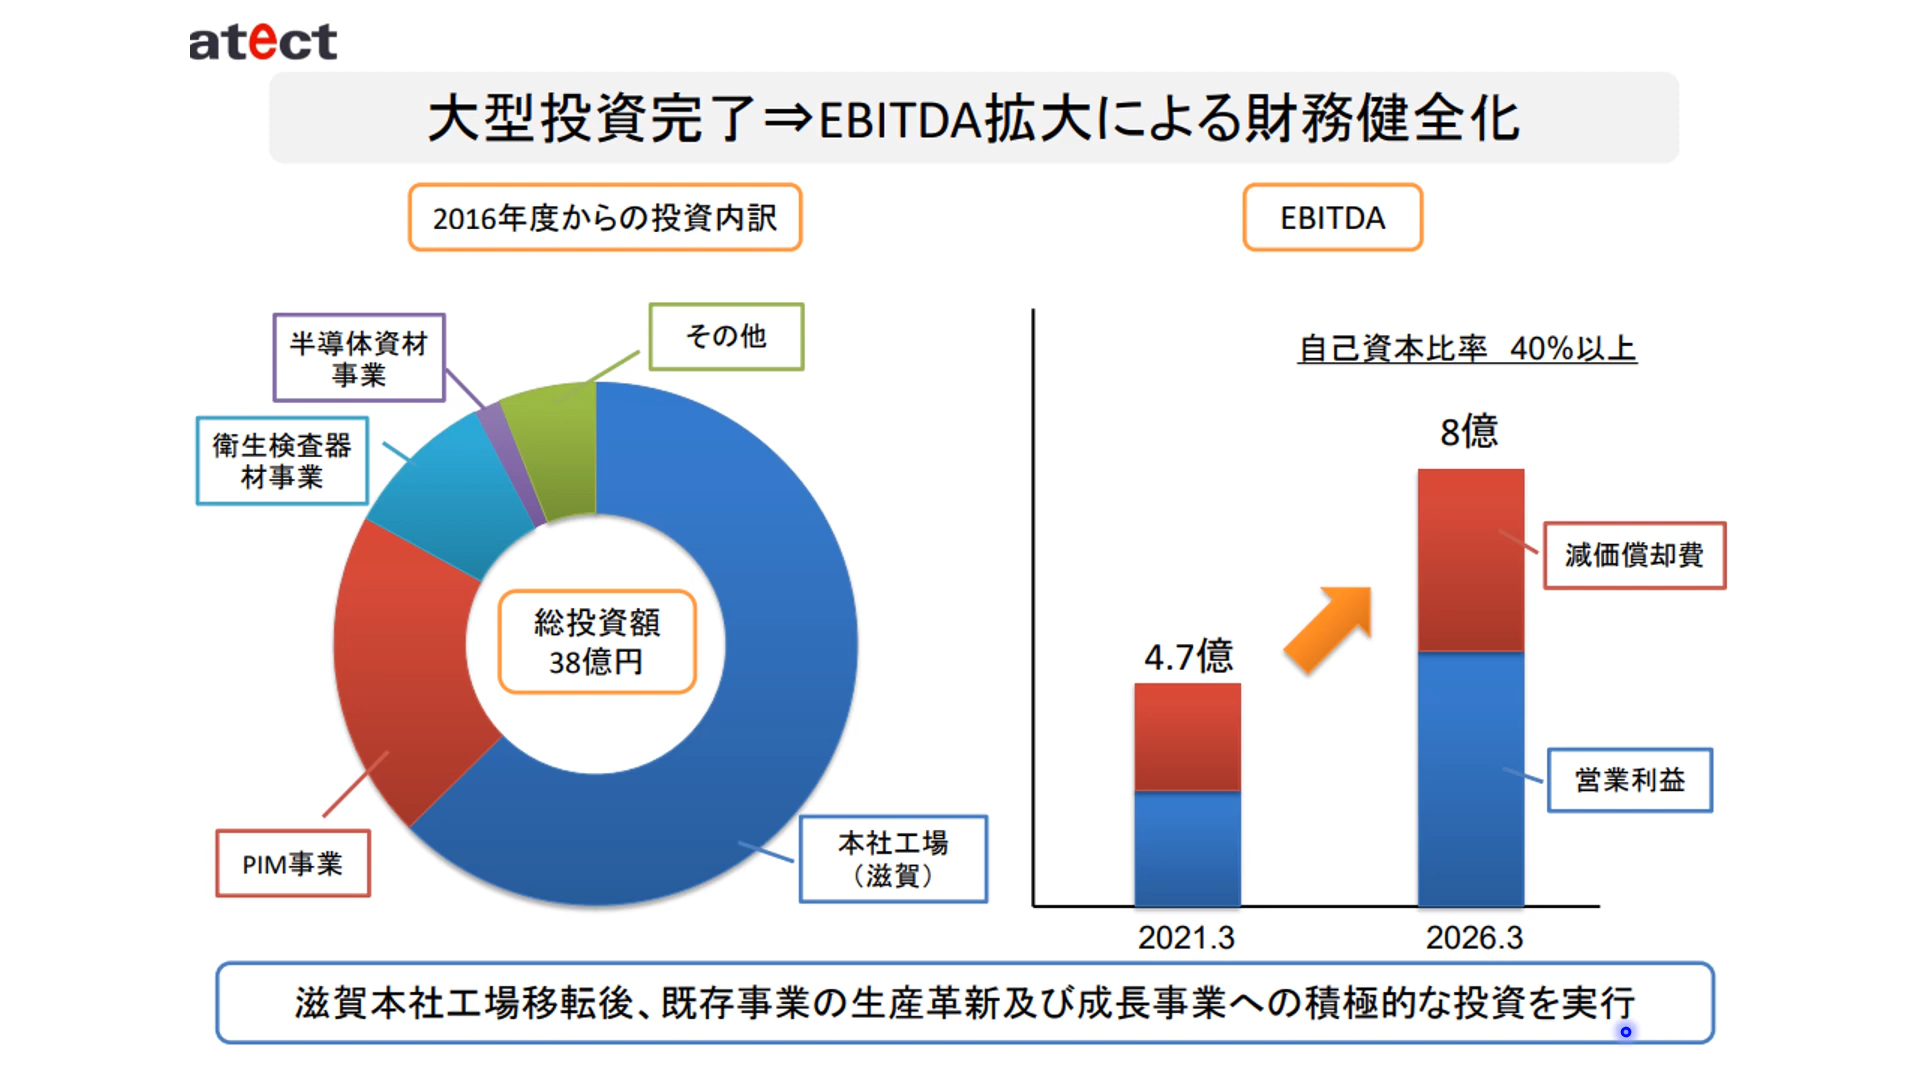 atect
大型投資完了⇒EBITDA拡大による財務健全化
2016年度からの投資内訳
EBITDA
半導体資材
事業
その他
衛生検査器
材事業
総投資額
38億円
PIM事業
本社工場
（滋賀）
自己資本比率　40%以上
8億
減価償却費
4.7億
営業利益
2021.3
2026.3
滋賀本社工場移転後、既存事業の生産革新及び成長事業への積極的な投資を実行